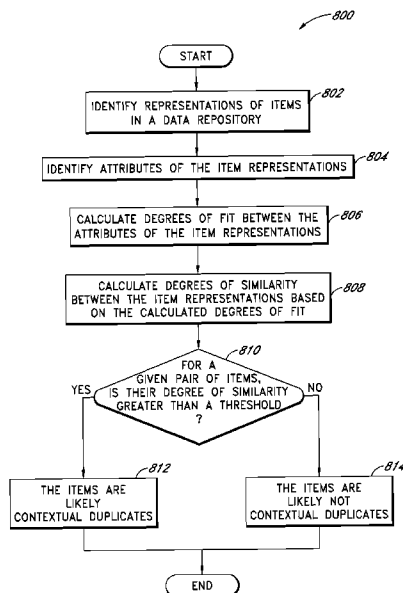 800
START
802
IDENTIFY REPRESENTATIONS OF ITEMS
IN A DATA REPOSITORY
804
IDENTIFY ATTRIBUTES OF THE ITEM REPRESENTATIONS
806
CALCULATE DEGREES OF FIT BETWEEN THE
ATTRIBUTES OF THE ITEM REPRESENTATIONS
808
CALCULATE DEGREES OF SIMILARITY
BETWEEN THE ITEM REPRESENTATIONS BASED
ON THE CALCULATED DEGREES OF FIT
810
FOR A
GIVEN PAIR OF ITEMS,
IS THEIR DEGREE OF SIMILARITY
GREATER THAN A THRESHOLD
?
YES
NO
812
THE ITEMS ARE
LIKELY
CONTEXTUAL DUPLICATES
814
THE ITEMS ARE
LIKELY NOT
CONTEXTUAL DUPLICATES
END